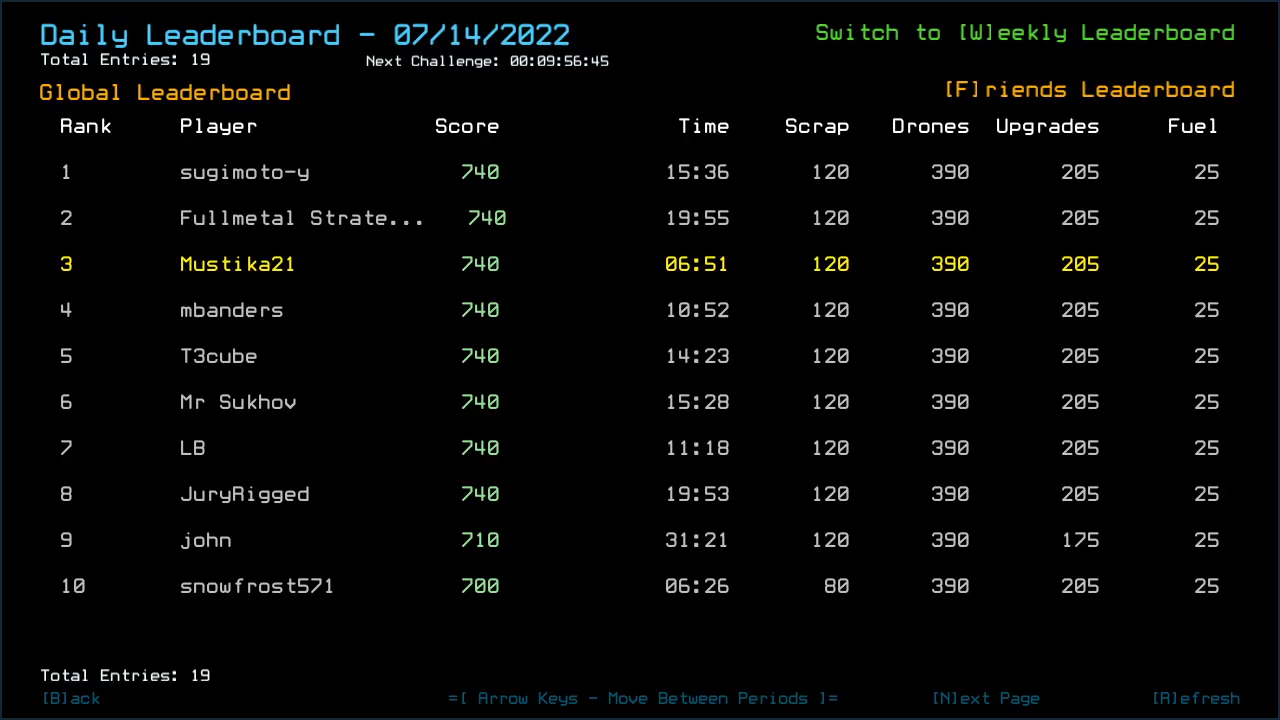 Daily Leaderboard - 07/14/2022 Switch to [W]eekly Leaderboard
Total Entries: 19 Next Challenge: 00:09:56:45
Global Leaderboard [F]riends Leaderboard
Rank Player Score Time Scrap Drones Upgrades Fuel
1 sugimoto-y 740 15:36 120 390 205 25
2 Fullmetal Strate... 740 19:55 120 390 205 25
3 Mustika21 740 06:51 120 390 205 25
4 mbanders 740 10:52 120 390 205 25
5 T3cube 740 14:23 120 390 205 25
6 Mr Sukhov 740 15:28 120 390 205 25
7 LB 740 11:18 120 390 205 25
8 JuryRigged 740 19:53 120 390 205 25
9 john 710 31:21 120 390 175 25
10 snowfrost571 700 06:26 80 390 205 25
Total Entries: 19
[B]ack =[ Arrow Keys - Move Between Periods ]= [N]ext Page [R]efresh